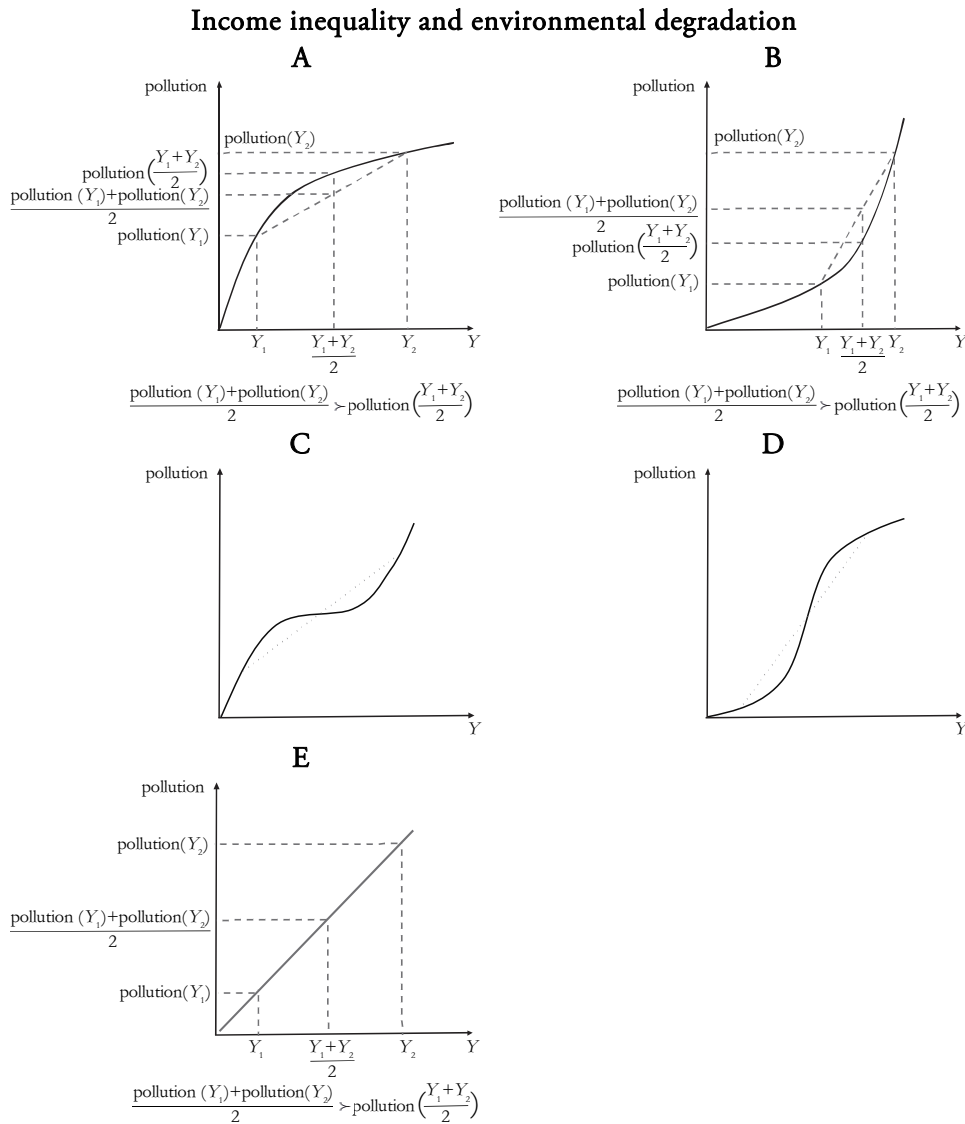 Income inequality and environmental degradation
A
pollution
pollution(Y₂)
pollution((Y₁+Y₂)/2)
(pollution (Y₁)+pollution(Y₂))/2
pollution(Y₁)
Y₁ (Y₁+Y₂)/2 Y₂ Y
(pollution (Y₁)+pollution(Y₂))/2 ≻ pollution((Y₁+Y₂)/2)
B
pollution
pollution(Y₂)
(pollution (Y₁)+pollution(Y₂))/2
pollution((Y₁+Y₂)/2)
pollution(Y₁)
Y₁ (Y₁+Y₂)/2 Y₂ Y
(pollution (Y₁)+pollution(Y₂))/2 ≻ pollution((Y₁+Y₂)/2)
C
pollution
Y
D
pollution
Y
E
pollution
pollution(Y₂)
(pollution (Y₁)+pollution(Y₂))/2
pollution(Y₁)
Y₁ (Y₁+Y₂)/2 Y₂ Y
(pollution (Y₁)+pollution(Y₂))/2 ≻ pollution((Y₁+Y₂)/2)